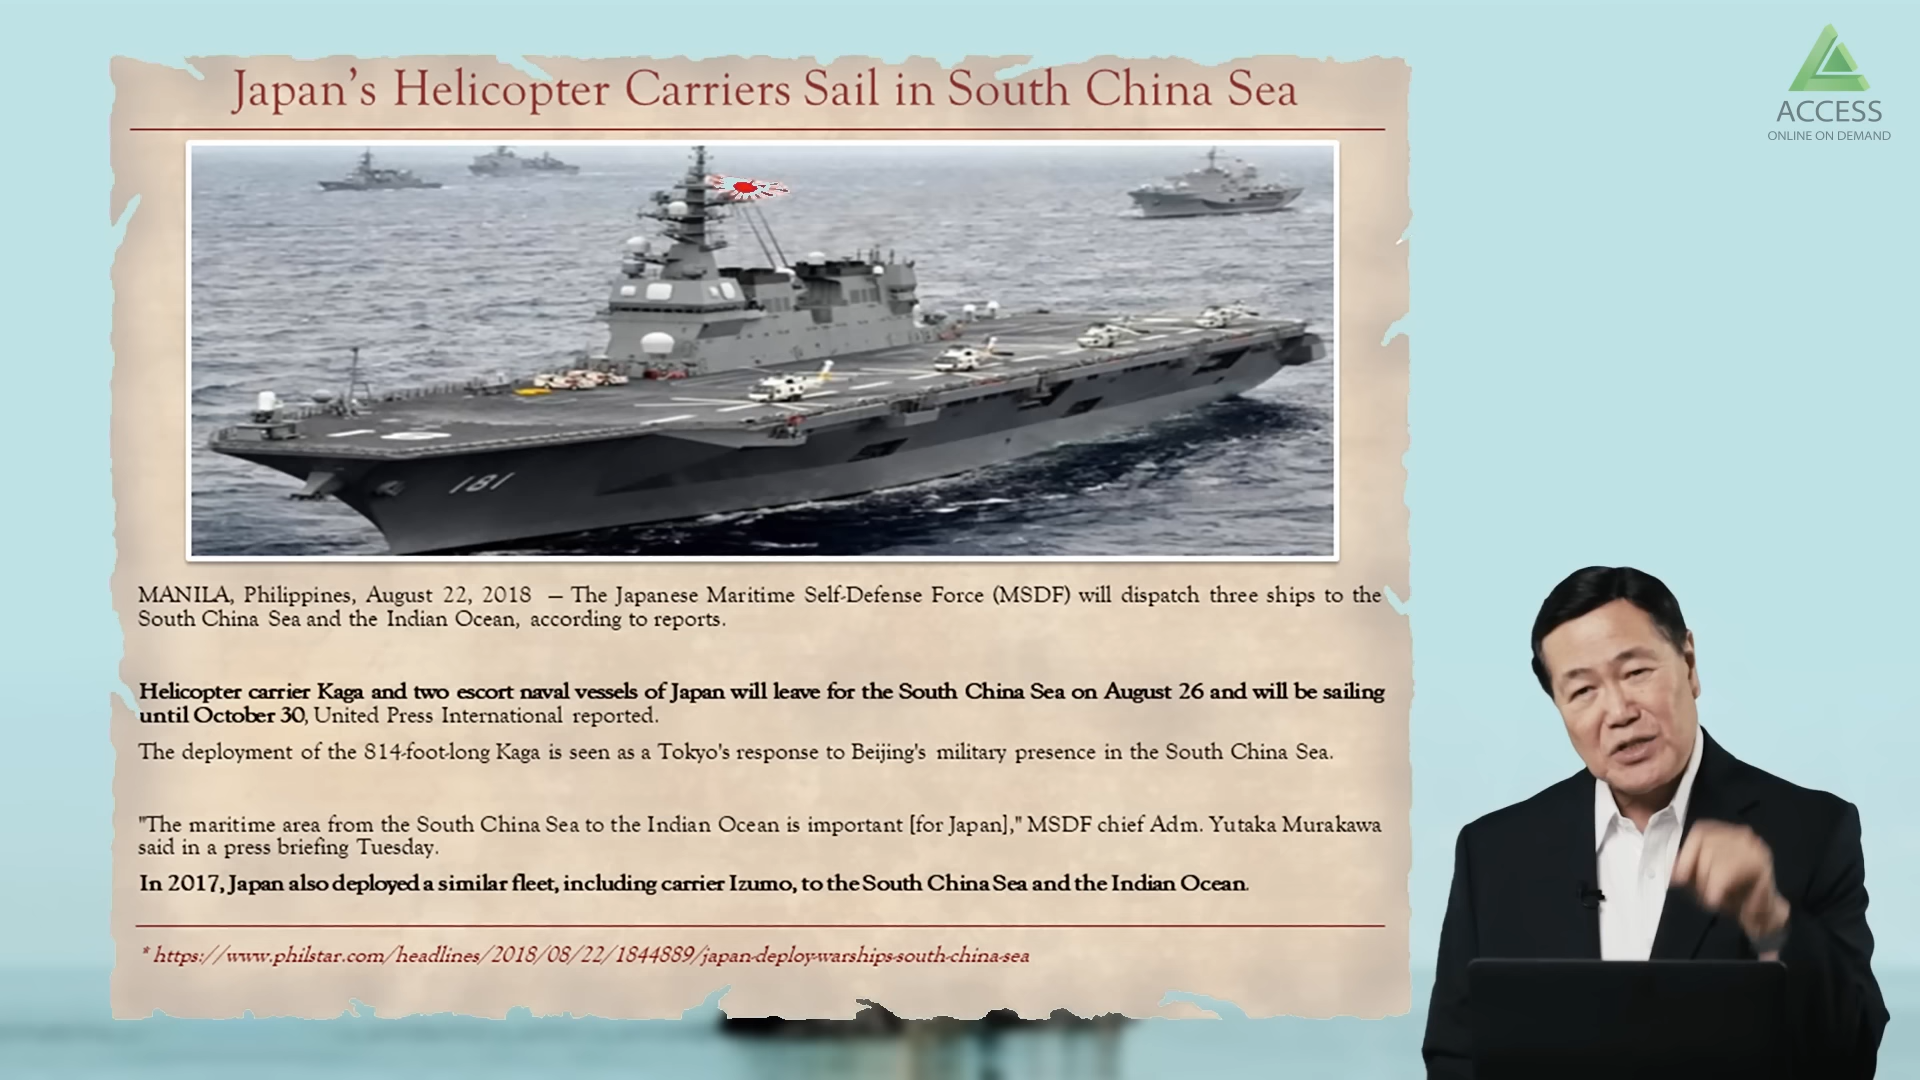 Japan's Helicopter Carriers Sail in South China Sea
ACCESS
ONLINE ON DEMAND
181
MANILA, Philippines, August 22, 2018 – The Japanese Maritime Self-Defense Force (MSDF) will dispatch three ships to the
South China Sea and the Indian Ocean, according to reports.
Helicopter carrier Kaga and two escort naval vessels of Japan will leave for the South China Sea on August 26 and will be sailing
until October 30, United Press International reported.
The deployment of the 814-foot-long Kaga is seen as a Tokyo's response to Beijing's military presence in the South China Sea.
"The maritime area from the South China Sea to the Indian Ocean is important [for Japan]," MSDF chief Adm. Yutaka Murakawa
said in a press briefing Tuesday.
In 2017, Japan also deployed a similar fleet, including carrier Izumo, to the South China Sea and the Indian Ocean.
* https://www.philstar.com/headlines/2018/08/22/1844889/japan-deploy-warships-south-china-sea